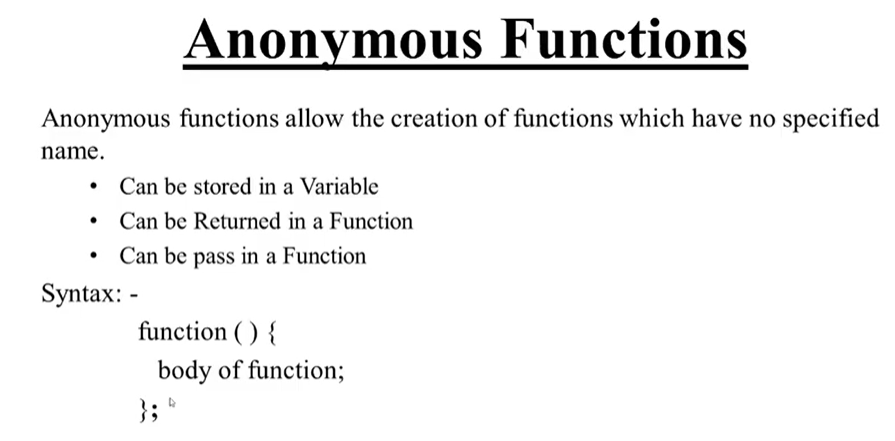 Anonymous Functions
Anonymous functions allow the creation of functions which have no specified
name.
• Can be stored in a Variable
• Can be Returned in a Function
• Can be pass in a Function
Syntax: -
function ( ) {
body of function;
};